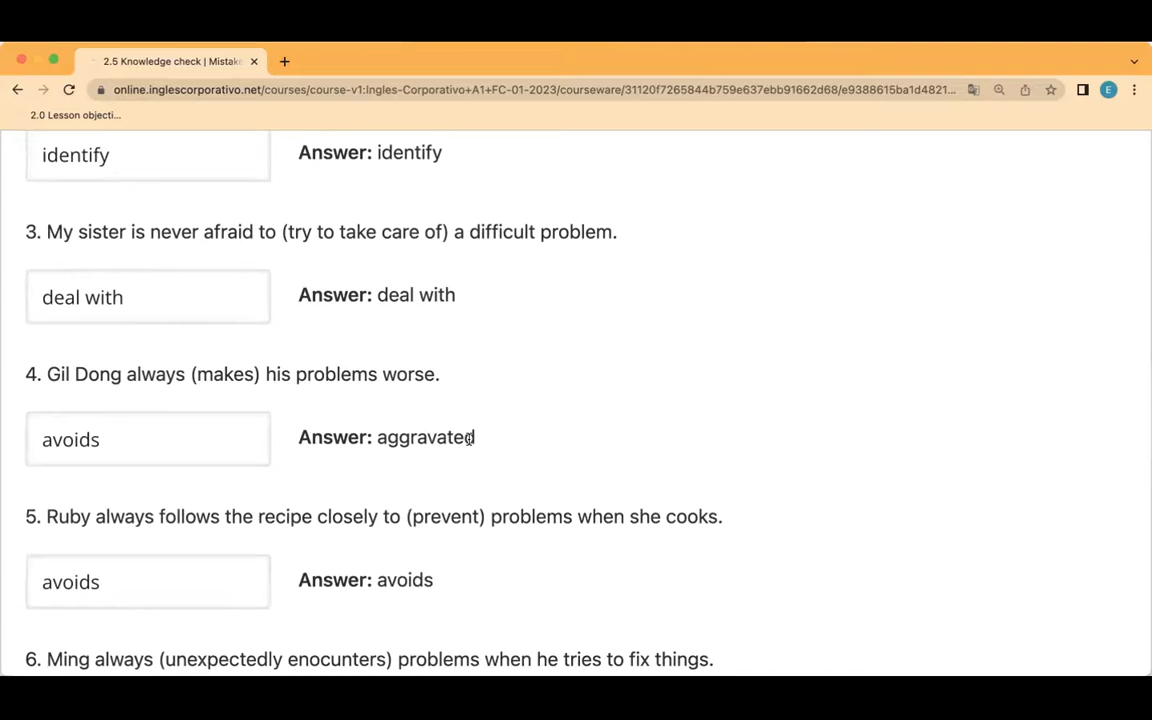 2.5 Knowledge check | Mistake
online.inglescorporativo.net/courses/course-v1:Ingles-Corporativo+A1+FC-01-2023/courseware/31120f7265844b759e637ebb91662d68/e9388615ba1d4821...
E
2.0 Lesson objecti...
identify
Answer: identify
3. My sister is never afraid to (try to take care of) a difficult problem.
deal with
Answer: deal with
4. Gil Dong always (makes) his problems worse.
avoids
Answer: aggravated
5. Ruby always follows the recipe closely to (prevent) problems when she cooks.
avoids
Answer: avoids
6. Ming always (unexpectedly enocunters) problems when he tries to fix things.